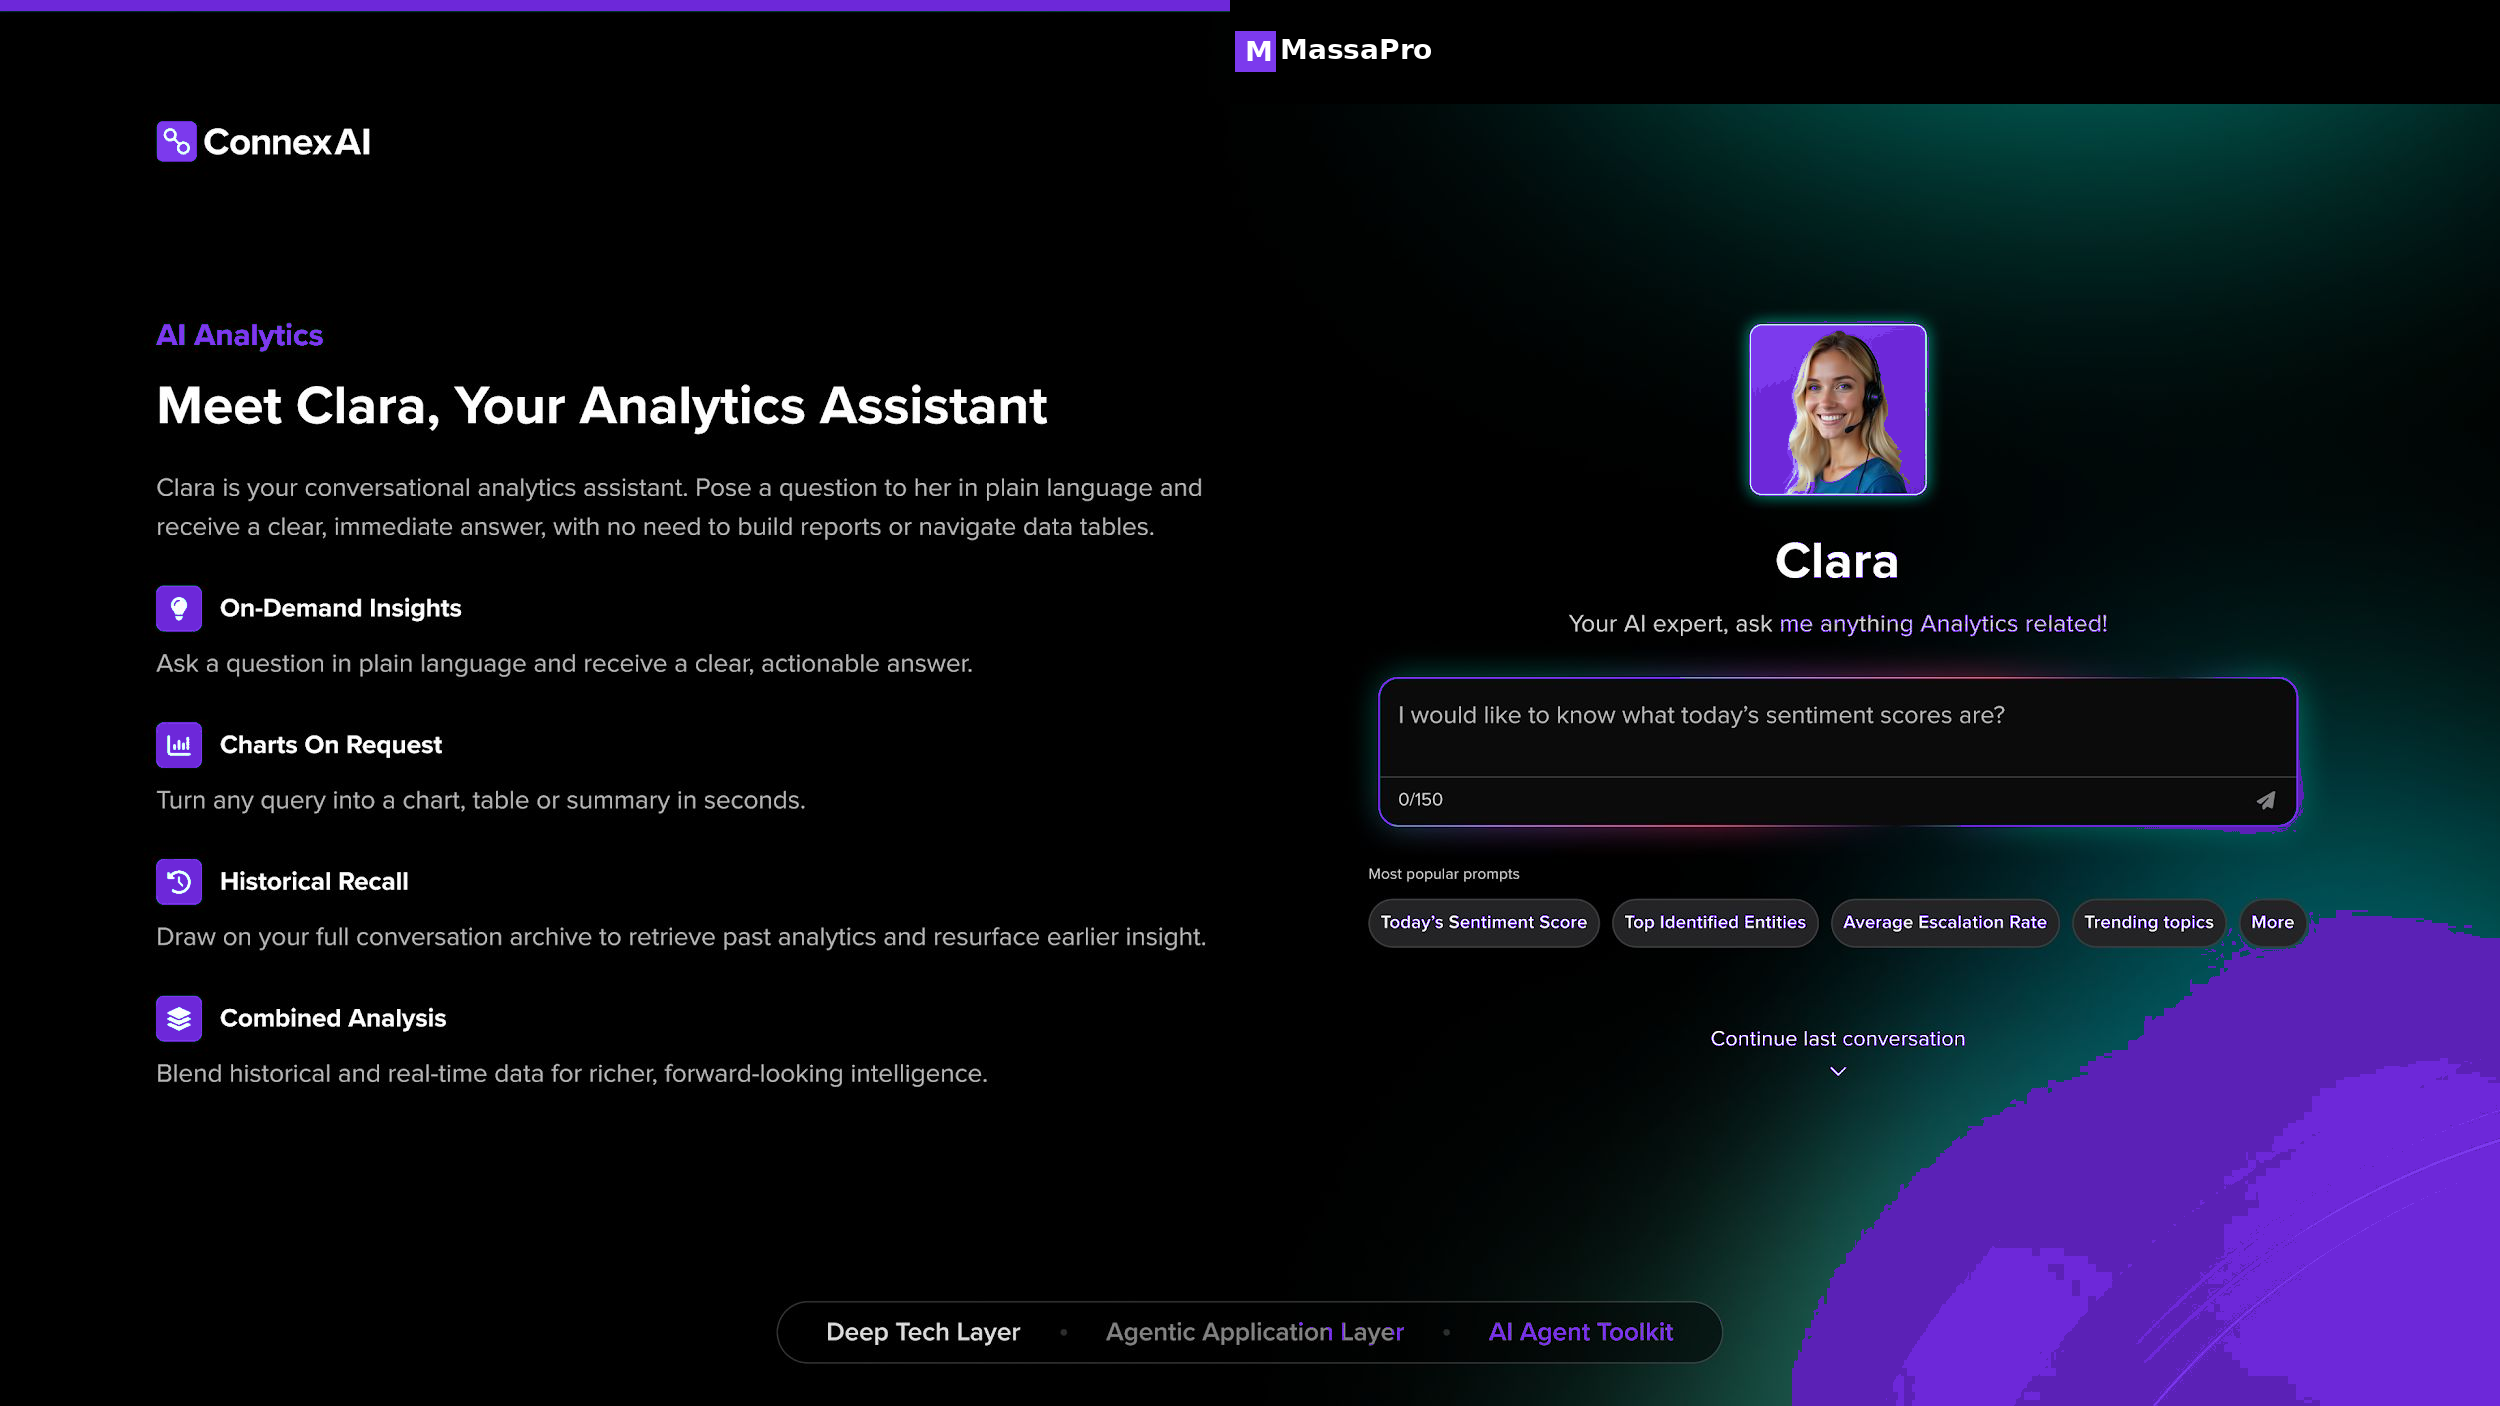 M MassaPro
ConnexAI
AI Analytics
Meet Clara, Your Analytics Assistant
Clara is your conversational analytics assistant. Pose a question to her in plain language and
receive a clear, immediate answer, with no need to build reports or navigate data tables.
On-Demand Insights
Ask a question in plain language and receive a clear, actionable answer.
Charts On Request
Turn any query into a chart, table or summary in seconds.
Historical Recall
Draw on your full conversation archive to retrieve past analytics and resurface earlier insight.
Combined Analysis
Blend historical and real-time data for richer, forward-looking intelligence.
Clara
Your AI expert, ask me anything Analytics related!
I would like to know what today’s sentiment scores are?
0/150
Most popular prompts
Today’s Sentiment Score Top Identified Entities Average Escalation Rate Trending topics More
Continue last conversation
Deep Tech Layer • Agentic Application Layer • AI Agent Toolkit